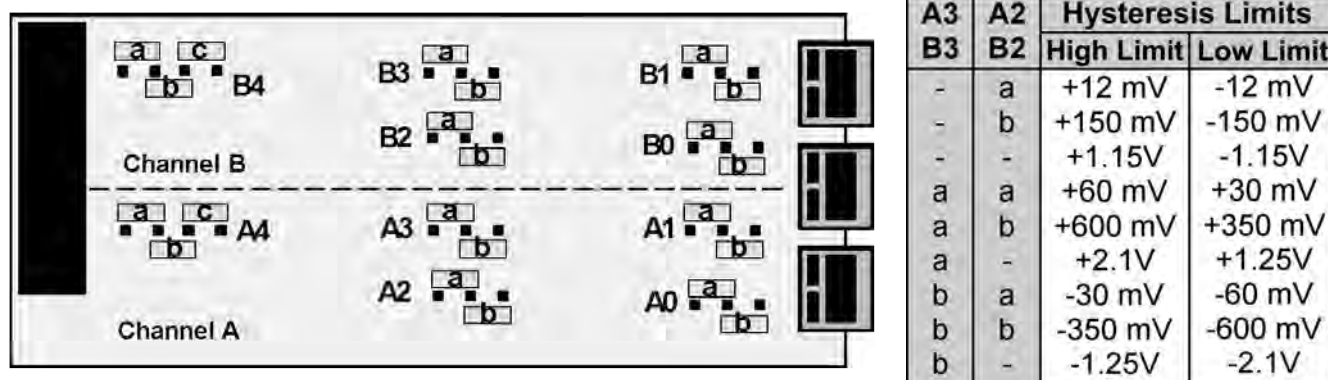 a c
b B4
B3 a
b
B1 a
b
B2 a
b
B0 a
b
Channel B
a c
b A4
A3 a
b
A1 a
b
A2 a
b
A0 a
b
Channel A
A3 A2 Hysteresis Limits
B3 B2 High Limit Low Limit
- a +12 mV -12 mV
- b +150 mV -150 mV
- - +1.15V -1.15V
a a +60 mV +30 mV
a b +600 mV +350 mV
a - +2.1V +1.25V
b a -30 mV -60 mV
b b -350 mV -600 mV
b - -1.25V -2.1V